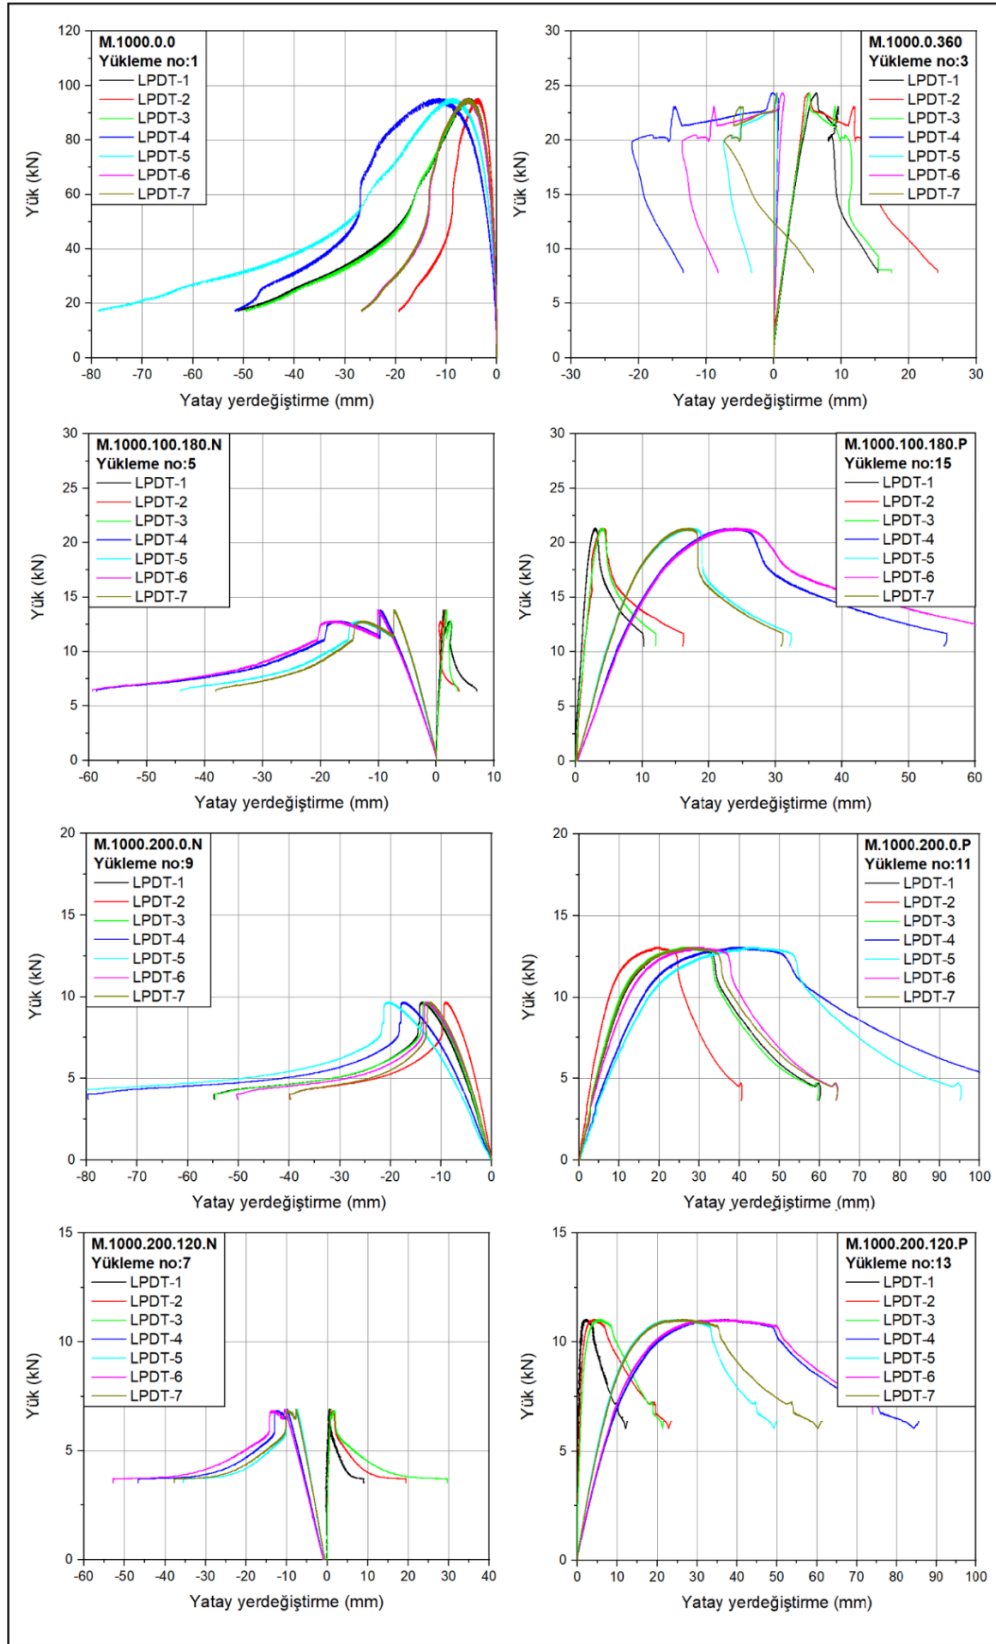 M.1000.0.0
Yükleme no:1
LPDT-1
LPDT-2
LPDT-3
LPDT-4
LPDT-5
LPDT-6
LPDT-7
Yük (kN)
120
100
80
60
40
20
0
-80 -70 -60 -50 -40 -30 -20 -10 0
Yatay yerdeğiştirme (mm)
M.1000.0.360
Yükleme no:3
LPDT-1
LPDT-2
LPDT-3
LPDT-4
LPDT-5
LPDT-6
LPDT-7
Yük (kN)
30
25
20
15
10
5
0
-30 -20 -10 0 10 20 30
Yatay yerdeğiştirme (mm)
M.1000.100.180.N
Yükleme no:5
LPDT-1
LPDT-2
LPDT-3
LPDT-4
LPDT-5
LPDT-6
LPDT-7
Yük (kN)
30
25
20
15
10
5
0
-60 -50 -40 -30 -20 -10 0 10
Yatay yerdeğiştirme (mm)
M.1000.100.180.P
Yükleme no:15
LPDT-1
LPDT-2
LPDT-3
LPDT-4
LPDT-5
LPDT-6
LPDT-7
Yük (kN)
30
25
20
15
10
5
0
0 10 20 30 40 50 60
Yatay yerdeğiştirme (mm)
M.1000.200.0.N
Yükleme no:9
LPDT-1
LPDT-2
LPDT-3
LPDT-4
LPDT-5
LPDT-6
LPDT-7
Yük (kN)
20
15
10
5
0
-80 -70 -60 -50 -40 -30 -20 -10 0
Yatay yerdeğiştirme (mm)
M.1000.200.0.P
Yükleme no:11
LPDT-1
LPDT-2
LPDT-3
LPDT-4
LPDT-5
LPDT-6
LPDT-7
Yük (kN)
20
15
10
5
0
0 10 20 30 40 50 60 70 80 90 100
Yatay yerdeğiştirme (mm)
M.1000.200.120.N
Yükleme no:7
LPDT-1
LPDT-2
LPDT-3
LPDT-4
LPDT-5
LPDT-6
LPDT-7
Yük (kN)
15
10
5
0
-60 -50 -40 -30 -20 -10 0 10 20 30 40
Yatay yerdeğiştirme (mm)
M.1000.200.120.P
Yükleme no:13
LPDT-1
LPDT-2
LPDT-3
LPDT-4
LPDT-5
LPDT-6
LPDT-7
Yük (kN)
15
10
5
0
0 10 20 30 40 50 60 70 80 90 100
Yatay yerdeğiştirme (mm)